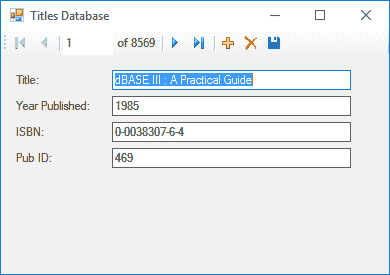 Titles Database
1 of 8569
Title: dBASE III : A Practical Guide
Year Published: 1985
ISBN: 0-0038307-6-4
Pub ID: 469